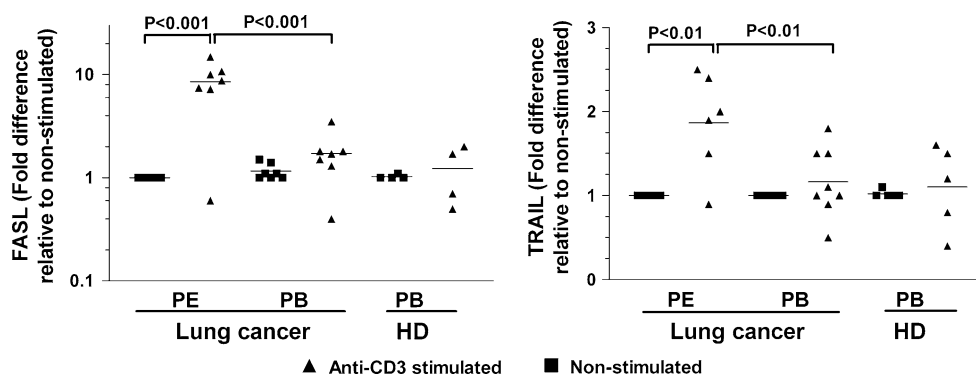 FASL (Fold difference
relative to non-stimulated)
P<0.001
P<0.001
10
1
0.1
PE
PB
PB
Lung cancer
HD
TRAIL (Fold difference
relative to non-stimulated)
P<0.01
P<0.01
3
2
1
0
PE
PB
PB
Lung cancer
HD
Anti-CD3 stimulated
Non-stimulated